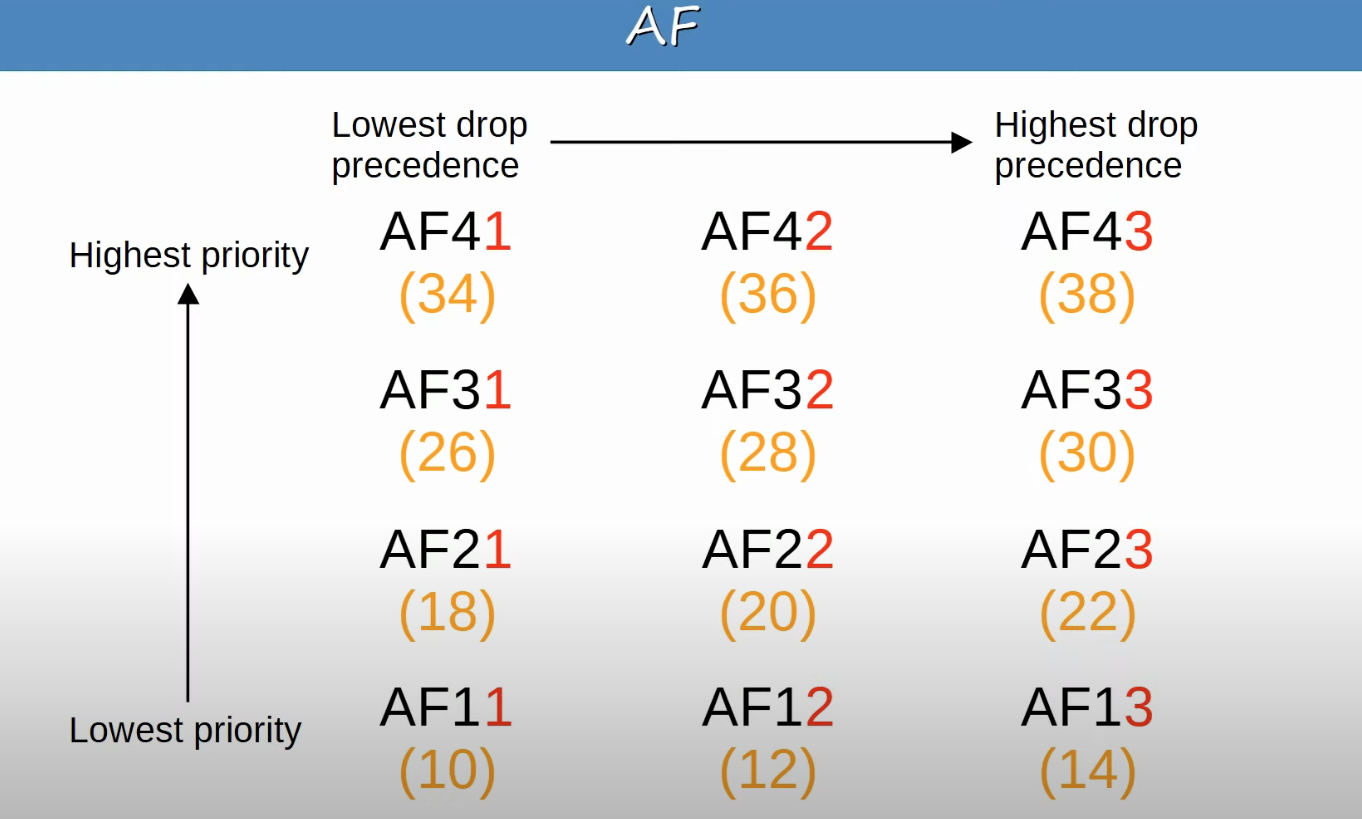 AF
Lowest drop
precedence
Highest drop
precedence
Highest priority
AF41 AF42 AF43
(34) (36) (38)
AF31 AF32 AF33
(26) (28) (30)
AF21 AF22 AF23
(18) (20) (22)
Lowest priority
AF11 AF12 AF13
(10) (12) (14)